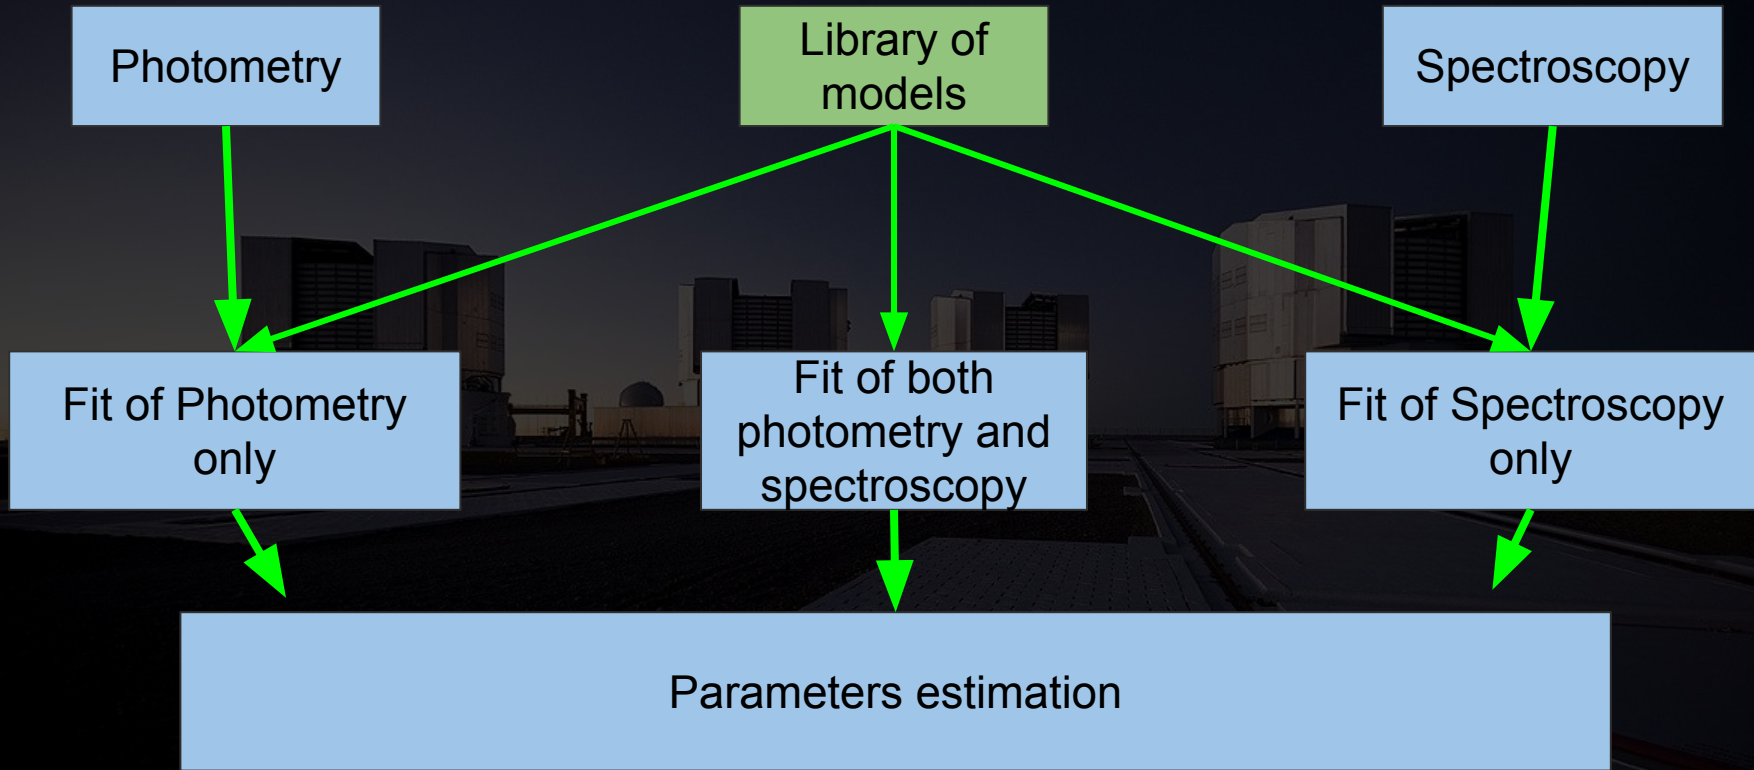 Photometry
Library of
models
Spectroscopy
Fit of Photometry
only
Fit of both
photometry and
spectroscopy
Fit of Spectroscopy
only
Parameters estimation